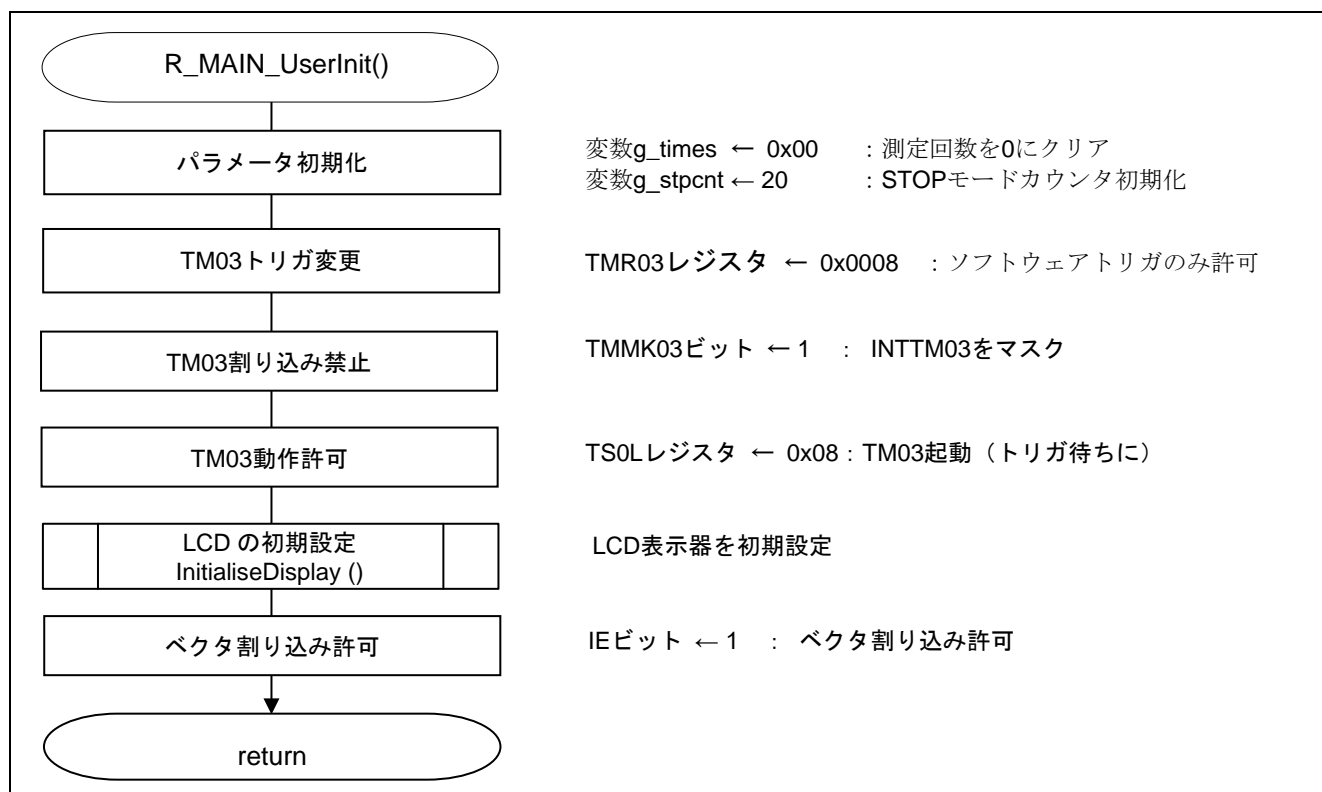 R_MAIN_UserInit()
パラメータ初期化
変数g_times ← 0x00 :測定回数を0にクリア
変数g_stpcnt ← 20 :STOPモードカウンタ初期化
TM03トリガ変更
TMR03レジスタ ← 0x0008 :ソフトウェアトリガのみ許可
TM03割り込み禁止
TMMK03ビット ← 1 : INTTM03をマスク
TM03動作許可
TS0Lレジスタ ← 0x08:TM03起動(トリガ待ちに)
LCD の初期設定
InitialiseDisplay ()
LCD表示器を初期設定
ベクタ割り込み許可
IEビット ← 1 : ベクタ割り込み許可
return